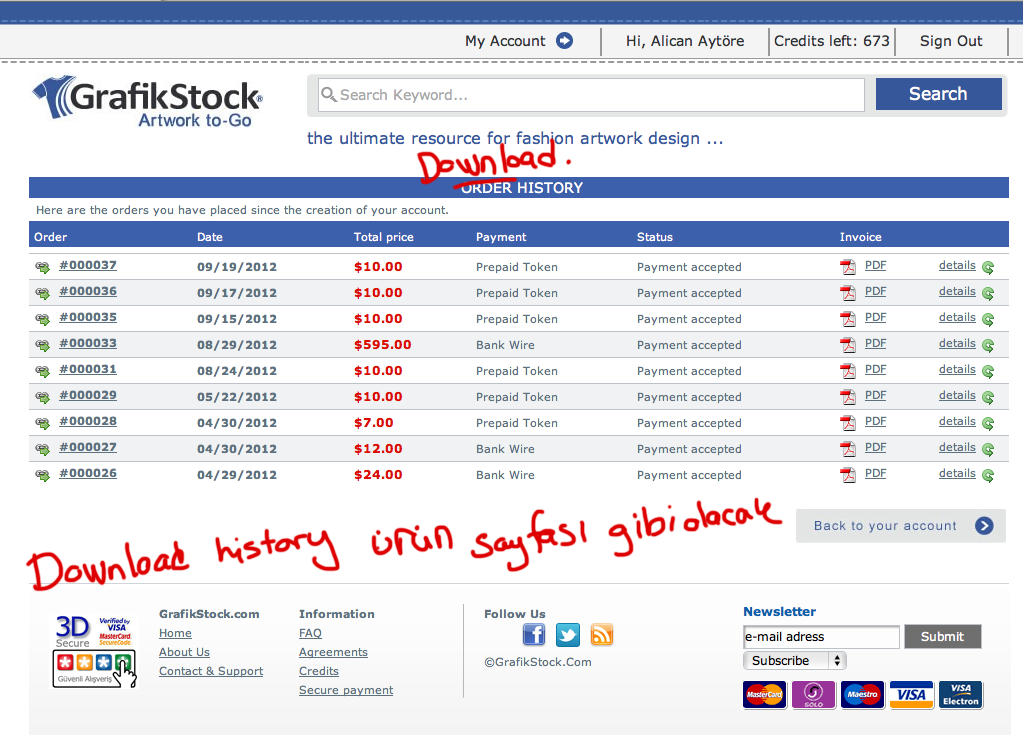 My Account Hi, Alican Aytöre Credits left: 673 Sign Out
GrafikStock®
Artwork to-Go
Search Keyword... Search
the ultimate resource for fashion artwork design ...
Download.
ORDER HISTORY
Here are the orders you have placed since the creation of your account.
Order Date Total price Payment Status Invoice
#000037 09/19/2012 $10.00 Prepaid Token Payment accepted PDF details
#000036 09/17/2012 $10.00 Prepaid Token Payment accepted PDF details
#000035 09/15/2012 $10.00 Prepaid Token Payment accepted PDF details
#000033 08/29/2012 $595.00 Bank Wire Payment accepted PDF details
#000031 08/24/2012 $10.00 Prepaid Token Payment accepted PDF details
#000029 05/22/2012 $10.00 Prepaid Token Payment accepted PDF details
#000028 04/30/2012 $7.00 Prepaid Token Payment accepted PDF details
#000027 04/30/2012 $12.00 Bank Wire Payment accepted PDF details
#000026 04/29/2012 $24.00 Bank Wire Payment accepted PDF details
Back to your account
Download history ürün sayfası gibi olacak
3D Secure
Verified by VISA
MasterCard SecureCode
Güvenli Alışveriş
GrafikStock.com
Home
About Us
Contact & Support
Information
FAQ
Agreements
Credits
Secure payment
Follow Us
©GrafikStock.Com
Newsletter
e-mail adress Submit
Subscribe
MasterCard SOLO Maestro VISA VISA Electron